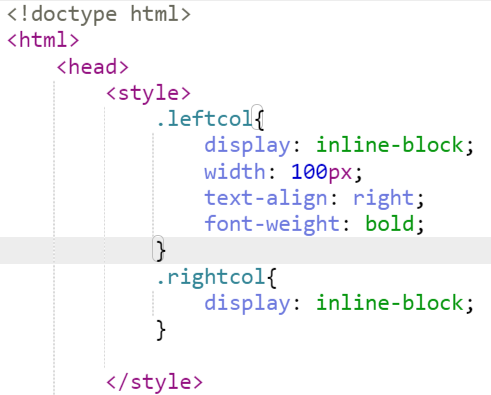 <!doctype html>
<html>
    <head>
        <style>
            .leftcol{
                display: inline-block;
                width: 100px;
                text-align: right;
                font-weight: bold;
            }
            .rightcol{
                display: inline-block;
            }

        </style>